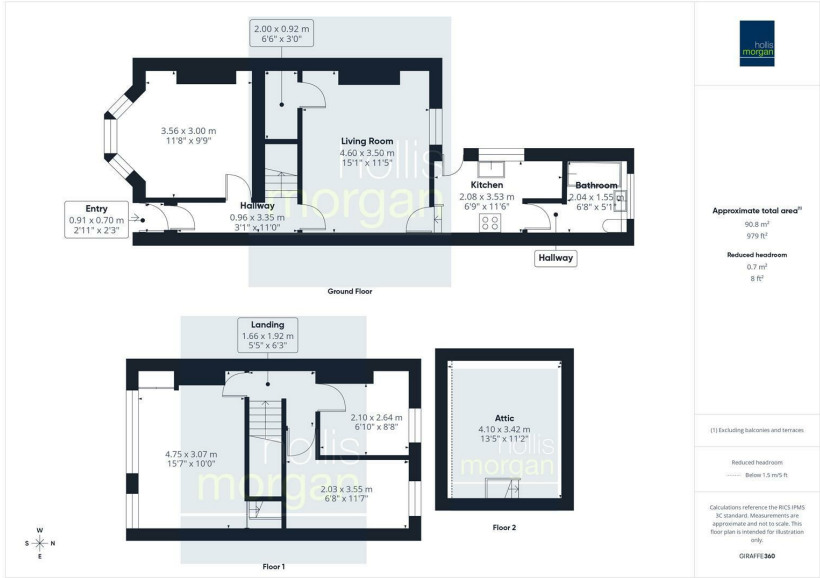 2.00 x 0.92 m
6'6" x 3'0"
3.56 x 3.00 m
11'8" x 9'9"
Living Room
4.60 x 3.50 m
15'1" x 11'5"
Entry
0.91 x 0.70 m
2'11" x 2'3"
Hallway
0.96 x 3.35 m
3'1" x 11'0"
Kitchen
2.08 x 3.53 m
6'9" x 11'6"
Bathroom
2.04 x 1.55 m
6'8" x 5'1"
Hallway
hollis
morgan
Ground Floor
Landing
1.66 x 1.92 m
5'5" x 6'3"
2.10 x 2.64 m
6'10" x 8'8"
4.75 x 3.07 m
15'7" x 10'0"
2.03 x 3.55 m
6'8" x 11'7"
hollis
morgan
Floor 1
Attic
4.10 x 3.42 m
13'5" x 11'2"
hollis
morgan
Floor 2
W
S N
E
hollis
morgan
Approximate total area(1)
90.8 m²
979 ft²
Reduced headroom
0.7 m²
8 ft²
(1) Excluding balconies and terraces
Reduced headroom
Below 1.5 m/5 ft
Calculations reference the RICS IPMS
3C standard. Measurements are
approximate and not to scale. This
floor plan is intended for illustration
only.
GIRAFFE360